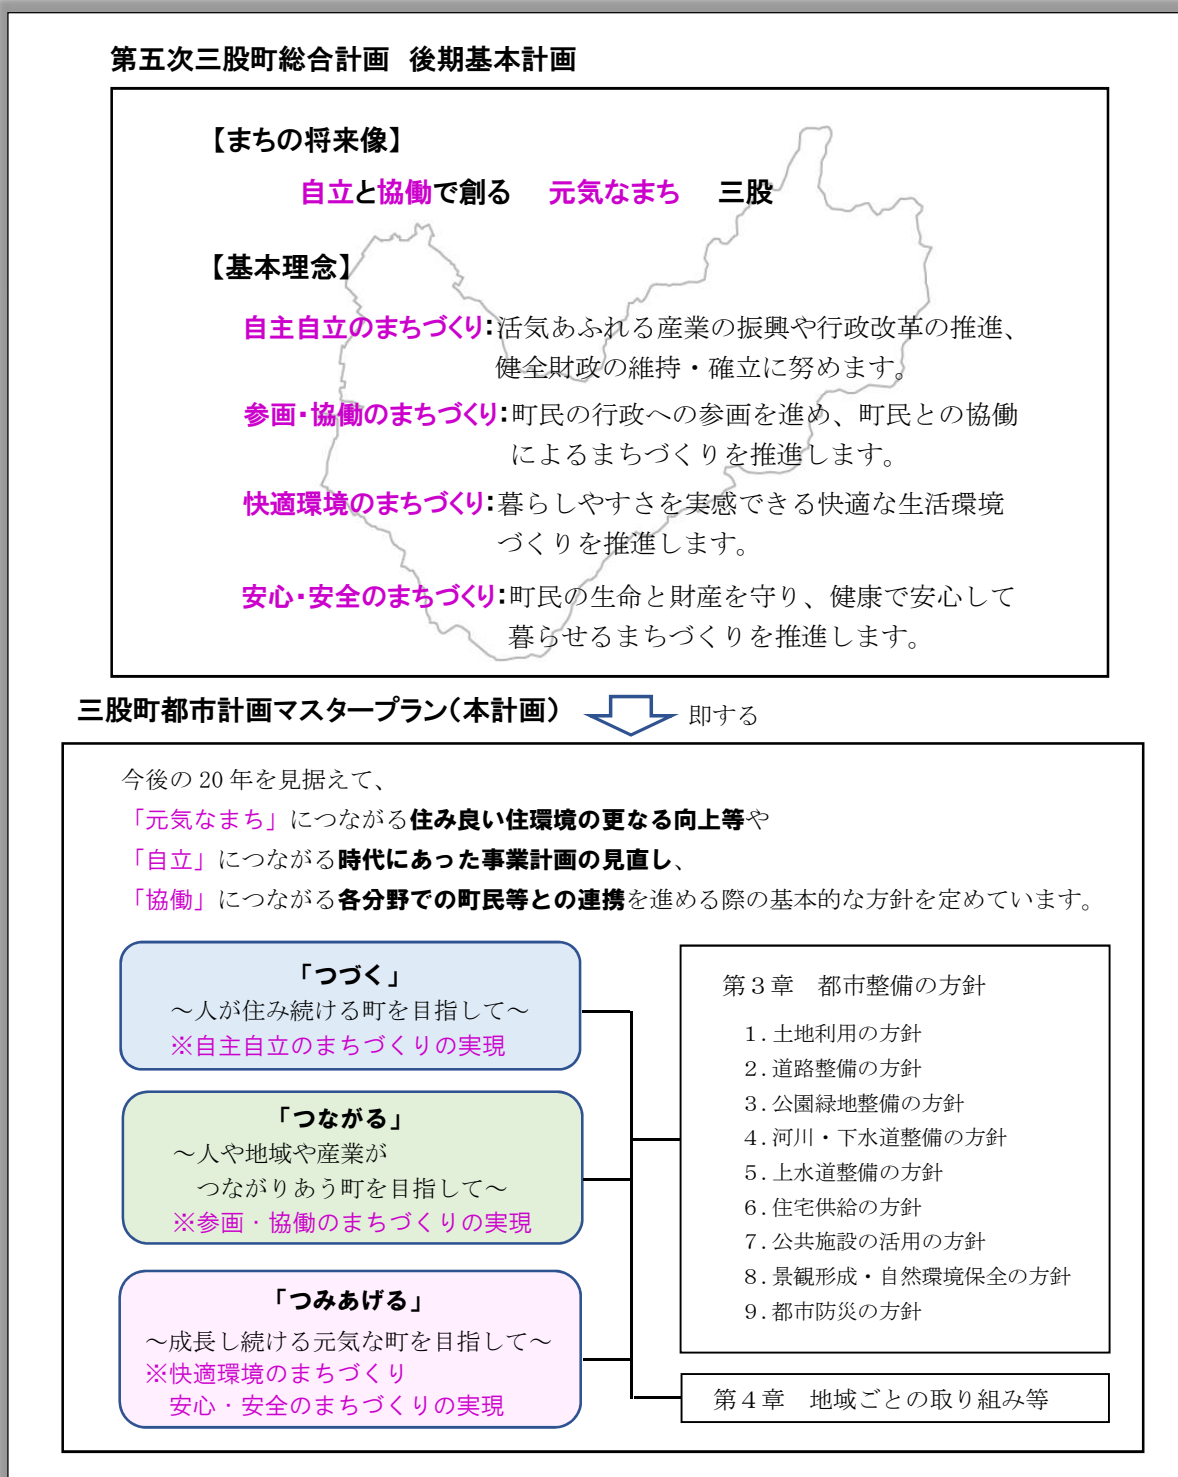 第五次三股町総合計画　後期基本計画
【まちの将来像】
自立と協働で創る　元気なまち　三股
【基本理念】
自主自立のまちづくり：活気あふれる産業の振興や行政改革の推進、
健全財政の維持・確立に努めます。
参画・協働のまちづくり：町民の行政への参画を進め、町民との協働
によるまちづくりを推進します。
快適環境のまちづくり：暮らしやすさを実感できる快適な生活環境
づくりを推進します。
安心・安全のまちづくり：町民の生命と財産を守り、健康で安心して
暮らせるまちづくりを推進します。
三股町都市計画マスタープラン（本計画）
即する
今後の 20 年を見据えて、
「元気なまち」につながる住み良い住環境の更なる向上等や
「自立」につながる時代にあった事業計画の見直し、
「協働」につながる各分野での町民等との連携を進める際の基本的な方針を定めています。
「つづく」
～人が住み続ける町を目指して～
※自主自立のまちづくりの実現
「つながる」
～人や地域や産業が
つながりあう町を目指して～
※参画・協働のまちづくりの実現
「つみあげる」
～成長し続ける元気な町を目指して～
※快適環境のまちづくり
安心・安全のまちづくりの実現
第３章　都市整備の方針
１．土地利用の方針
２．道路整備の方針
３．公園緑地整備の方針
４．河川・下水道整備の方針
５．上水道整備の方針
６．住宅供給の方針
７．公共施設の活用の方針
８．景観形成・自然環境保全の方針
９．都市防災の方針
第４章　地域ごとの取り組み等